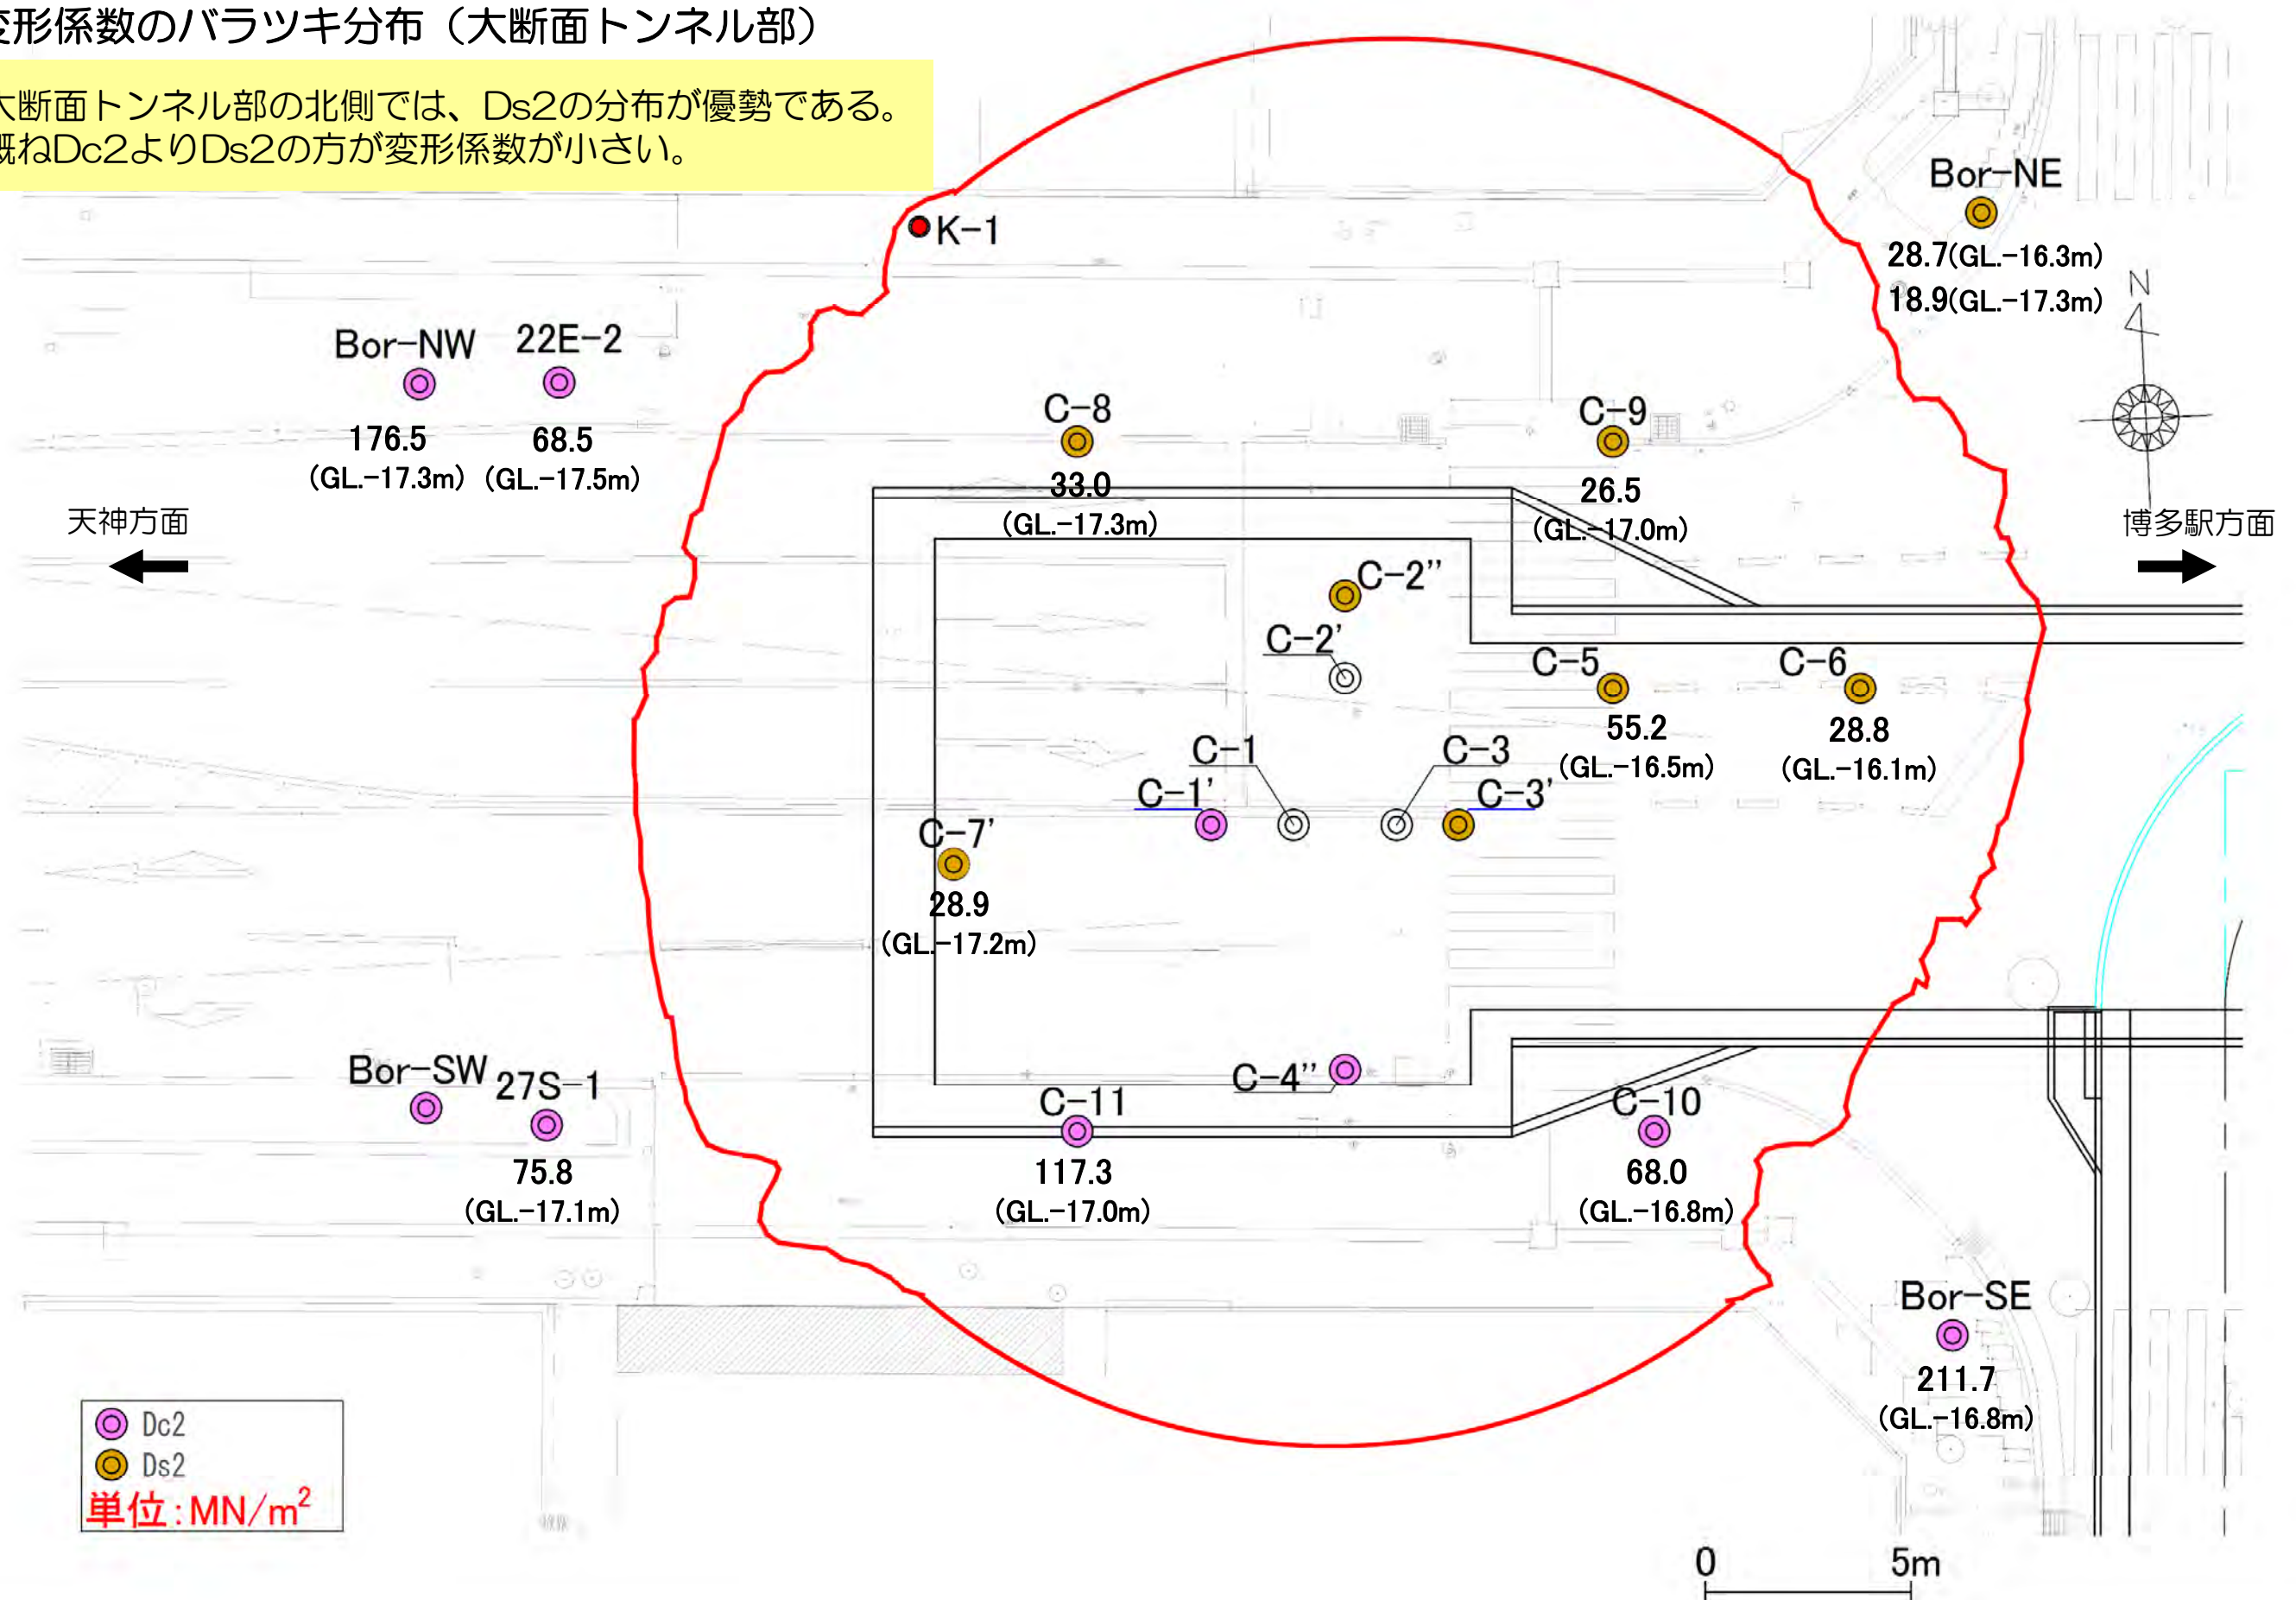 形係数のバラツキ分布（大断面トンネル部）
大断面トンネル部の北側では、Ds2の分布が優勢である。
概ねDc2よりDs2の方が変形係数が小さい。
Bor-NE
28.7(GL.-16.3m)
18.9(GL.-17.3m)
N
K-1
Bor-NW
176.5
(GL.-17.3m)
22E-2
68.5
(GL.-17.5m)
C-8
33.0
(GL.-17.3m)
C-9
26.5
(GL.-17.0m)
天神方面
博多駅方面
C-2''
C-2'
C-5
55.2
(GL.-16.5m)
C-6
28.8
(GL.-16.1m)
C-1
C-3
C-1'
C-3'
C-7'
28.9
(GL.-17.2m)
Bor-SW
27S-1
75.8
(GL.-17.1m)
C-4''
C-11
117.3
(GL.-17.0m)
C-10
68.0
(GL.-16.8m)
Bor-SE
211.7
(GL.-16.8m)
Dc2
Ds2
単位:MN/m²
0 5m